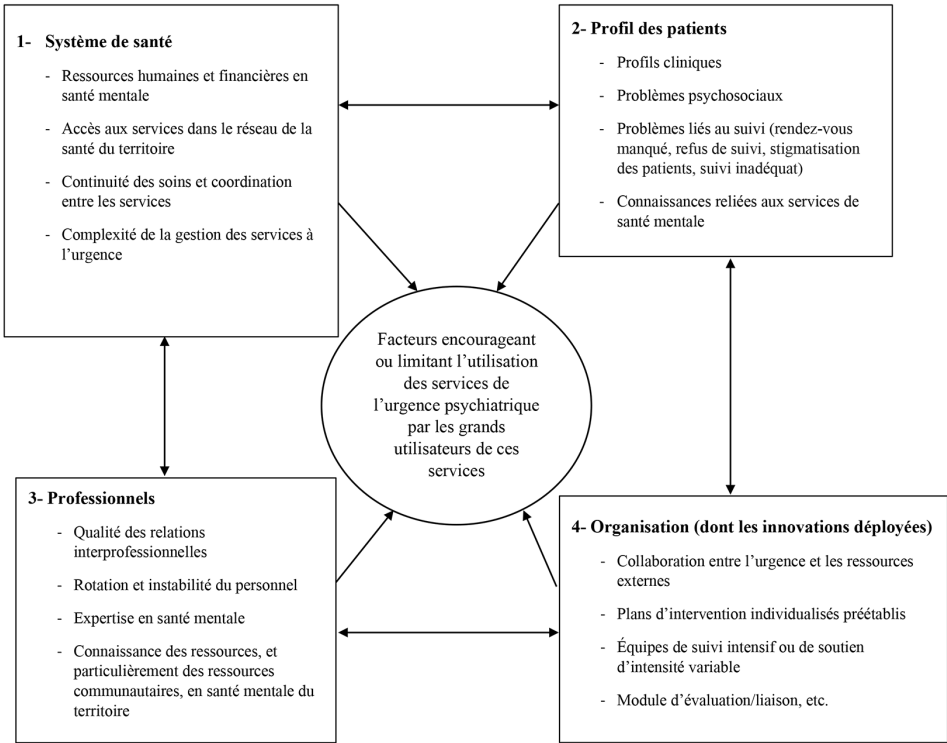 1- Système de santé
- Ressources humaines et financières en
santé mentale
- Accès aux services dans le réseau de la
santé du territoire
- Continuité des soins et coordination
entre les services
- Complexité de la gestion des services à
l’urgence
2- Profil des patients
- Profils cliniques
- Problèmes psychosociaux
- Problèmes liés au suivi (rendez-vous
manqué, refus de suivi, stigmatisation
des patients, suivi inadéquat)
- Connaissances reliées aux services de
santé mentale
Facteurs encourageant
ou limitant l’utilisation
des services de
l’urgence psychiatrique
par les grands
utilisateurs de ces
services
3- Professionnels
- Qualité des relations
interprofessionnelles
- Rotation et instabilité du personnel
- Expertise en santé mentale
- Connaissance des ressources, et
particulièrement des ressources
communautaires, en santé mentale du
territoire
4- Organisation (dont les innovations déployées)
- Collaboration entre l’urgence et les ressources
externes
- Plans d’intervention individualisés préétablis
- Équipes de suivi intensif ou de soutien
d’intensité variable
- Module d’évaluation/liaison, etc.